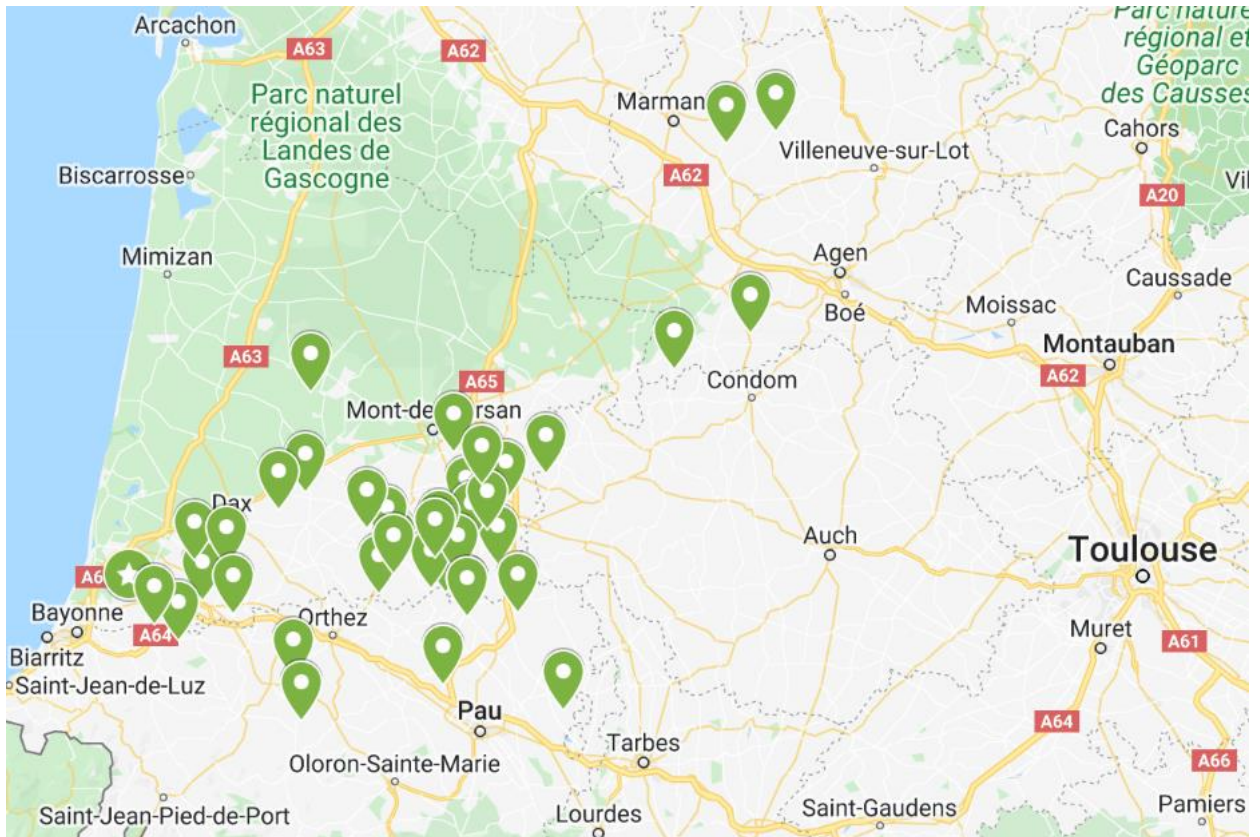 Arcachon
A63
A62
Parc naturel
régional et
Géoparc
des Causses
Parc naturel
régional des
Landes de
Gascogne
Marman
Cahors
Villeneuve-sur-Lot
Biscarrosse
A62
A20
Vil
Mimizan
Agen
Boé
Caussade
Moissac
A63
Montauban
A65
Condom
A62
Mont-de-Marsan
Dax
Auch
Toulouse
Bayonne
A64
Orthez
Muret
A61
Biarritz
Saint-Jean-de-Luz
Pau
A64
Tarbes
A66
Oloron-Sainte-Marie
Saint-Jean-Pied-de-Port
Lourdes
Saint-Gaudens
Pamiers